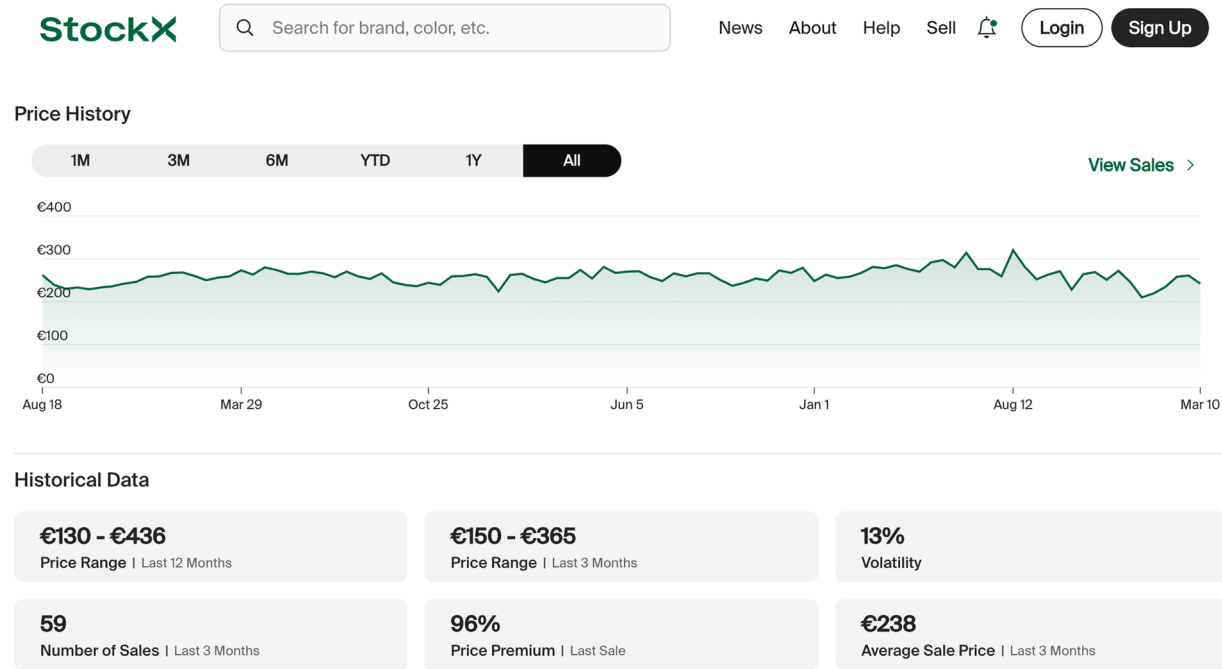 StockX
Search for brand, color, etc.
News About Help Sell Login Sign Up
Price History
1M 3M 6M YTD 1Y All
View Sales
€400
€300
€200
€100
€0
Aug 18 Mar 29 Oct 25 Jun 5 Jan 1 Aug 12 Mar 10
Historical Data
€130 - €436 €150 - €365 13%
Price Range | Last 12 Months Price Range | Last 3 Months Volatility
59 96% €238
Number of Sales | Last 3 Months Price Premium | Last Sale Average Sale Price | Last 3 Months